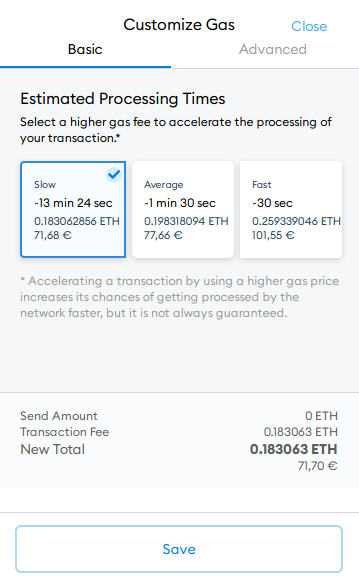 Customize Gas
Close
Basic
Advanced
Estimated Processing Times
Select a higher gas fee to accelerate the processing of
your transaction.*
Slow
-13 min 24 sec
0.183062856 ETH
71,68 €
Average
-1 min 30 sec
0.198318094 ETH
77,66 €
Fast
-30 sec
0.259339046 ETH
101,55 €
* Accelerating a transaction by using a higher gas price
increases its chances of getting processed by the
network faster, but it is not always guaranteed.
Send Amount
0 ETH
Transaction Fee
0.183063 ETH
New Total
0.183063 ETH
71,70 €
Save